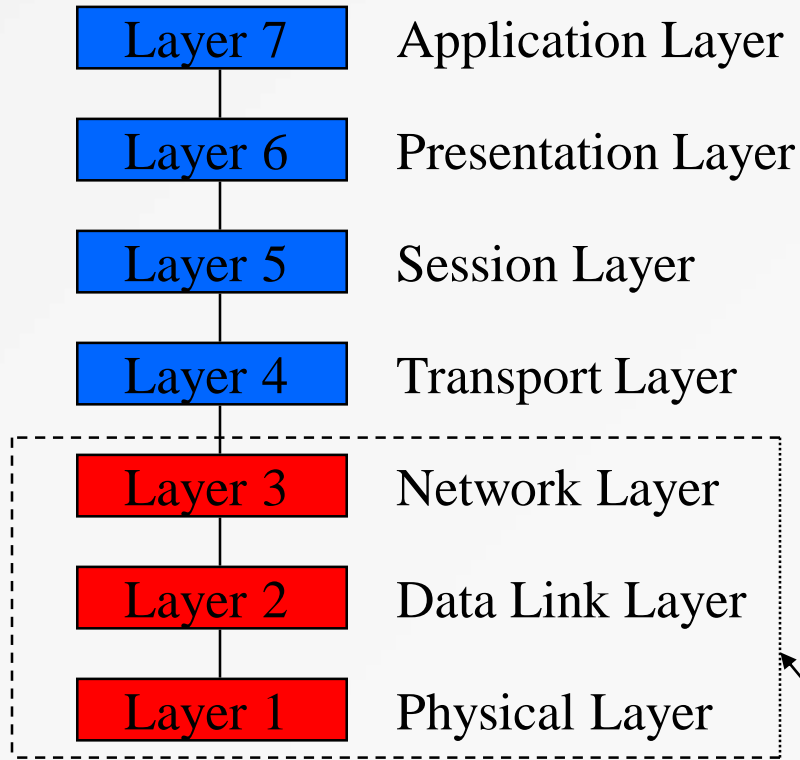 Layer 7 Application Layer
Layer 6 Presentation Layer
Layer 5 Session Layer
Layer 4 Transport Layer
Layer 3 Network Layer
Layer 2 Data Link Layer
Layer 1 Physical Layer